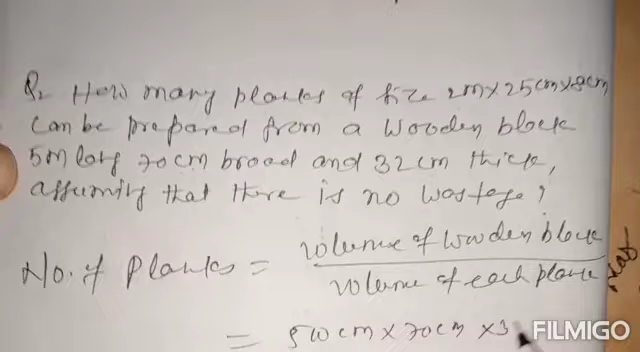 Q. How many planks of size 2m x 25cm x 8cm
can be prepared from a wooden block
5m long 70cm broad and 32cm thick,
assuming that there is no wastage?
No. of Planks = volume of wooden block
volume of each plank
= 500cm x 70cm x 3
FILMIGO